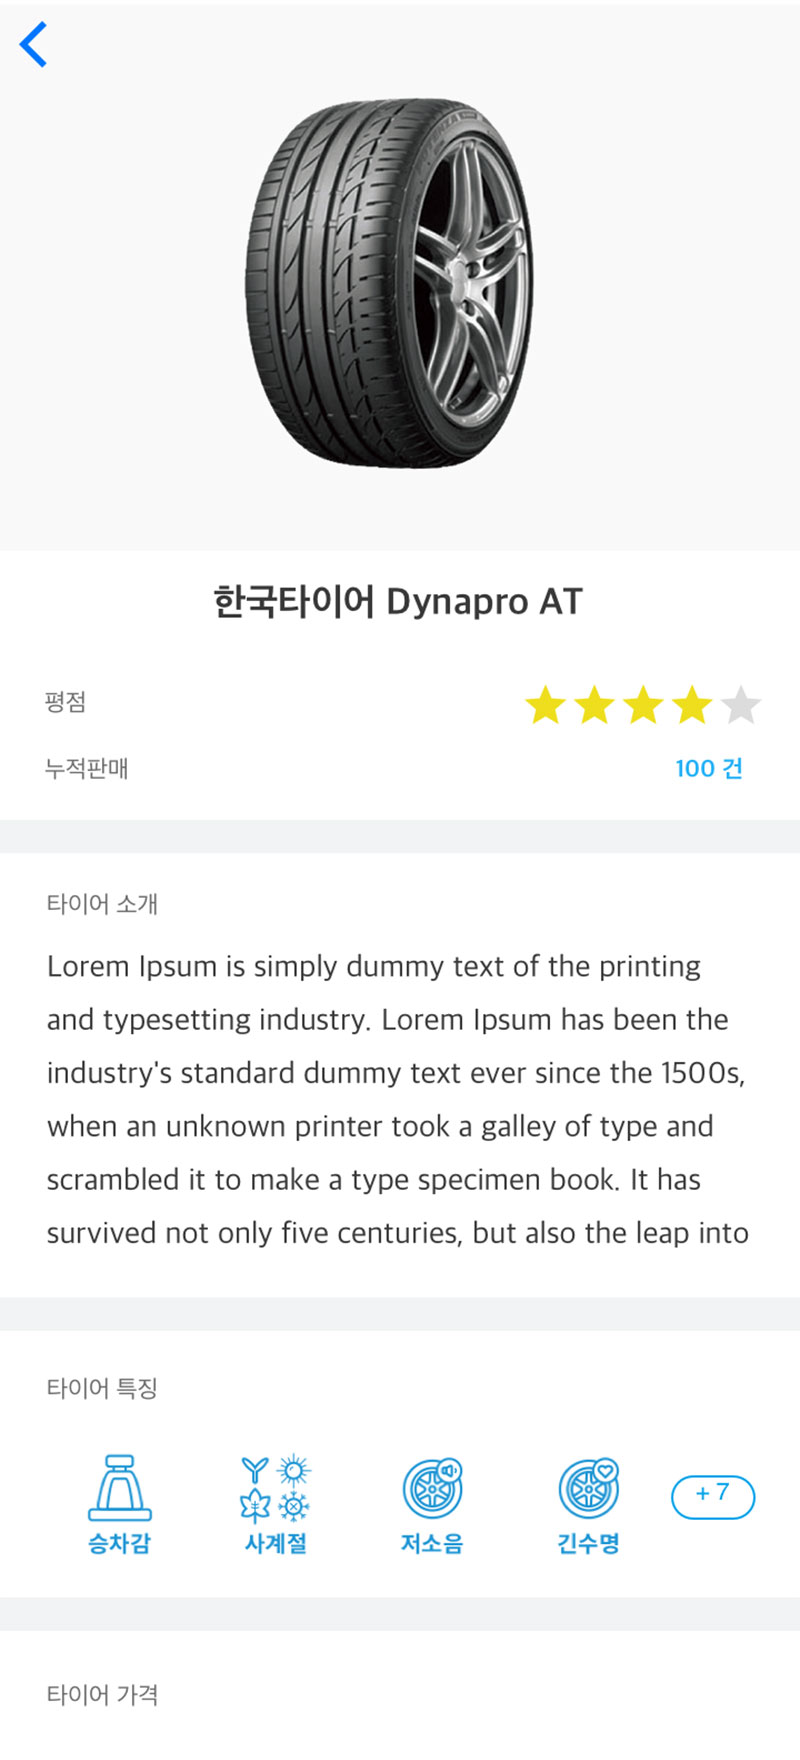 한국타이어 Dynapro AT
평점
누적판매 100 건
타이어 소개
Lorem Ipsum is simply dummy text of the printing
and typesetting industry. Lorem Ipsum has been the
industry's standard dummy text ever since the 1500s,
when an unknown printer took a galley of type and
scrambled it to make a type specimen book. It has
survived not only five centuries, but also the leap into
타이어 특징
승차감 사계절 저소음 긴수명 + 7
타이어 가격